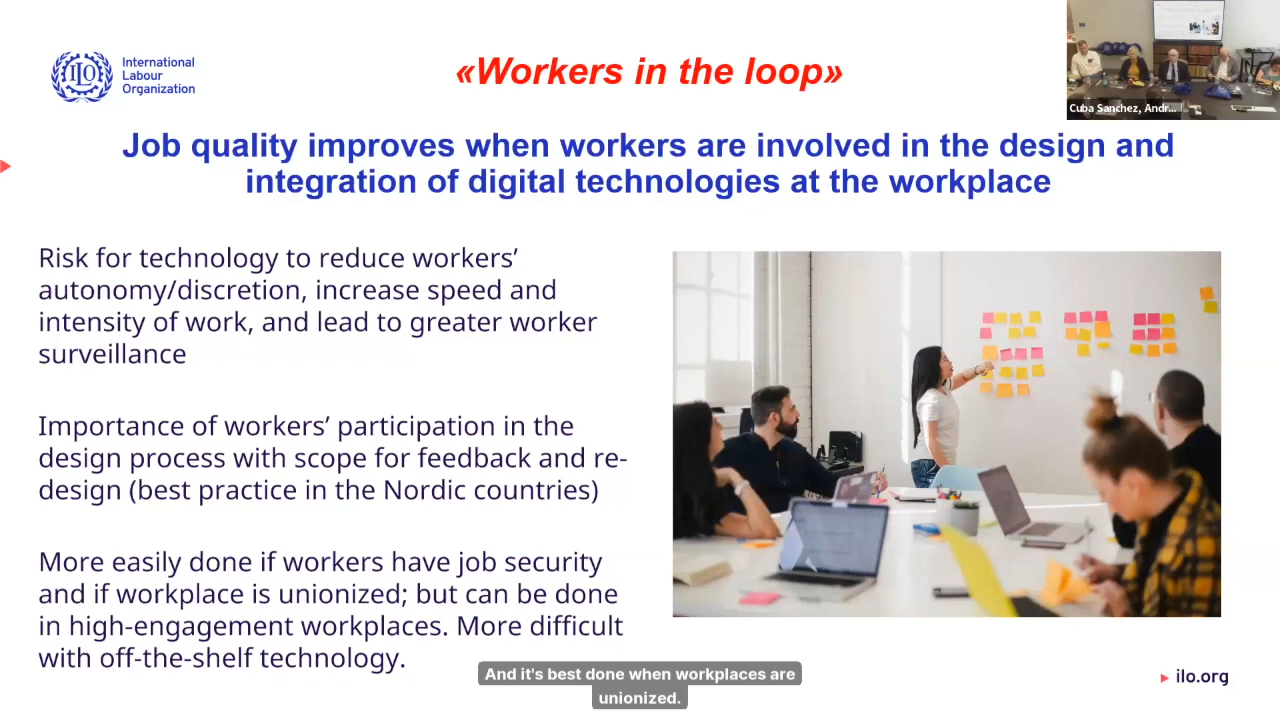 International
Labour
Organization
«Workers in the loop»
Cuba Sanchez, Andr...
Job quality improves when workers are involved in the design and
integration of digital technologies at the workplace
Risk for technology to reduce workers’
autonomy/discretion, increase speed and
intensity of work, and lead to greater worker
surveillance
Importance of workers’ participation in the
design process with scope for feedback and re-
design (best practice in the Nordic countries)
More easily done if workers have job security
and if workplace is unionized; but can be done
in high-engagement workplaces. More difficult
with off-the-shelf technology.
And it's best done when workplaces are
unionized.
ilo.org